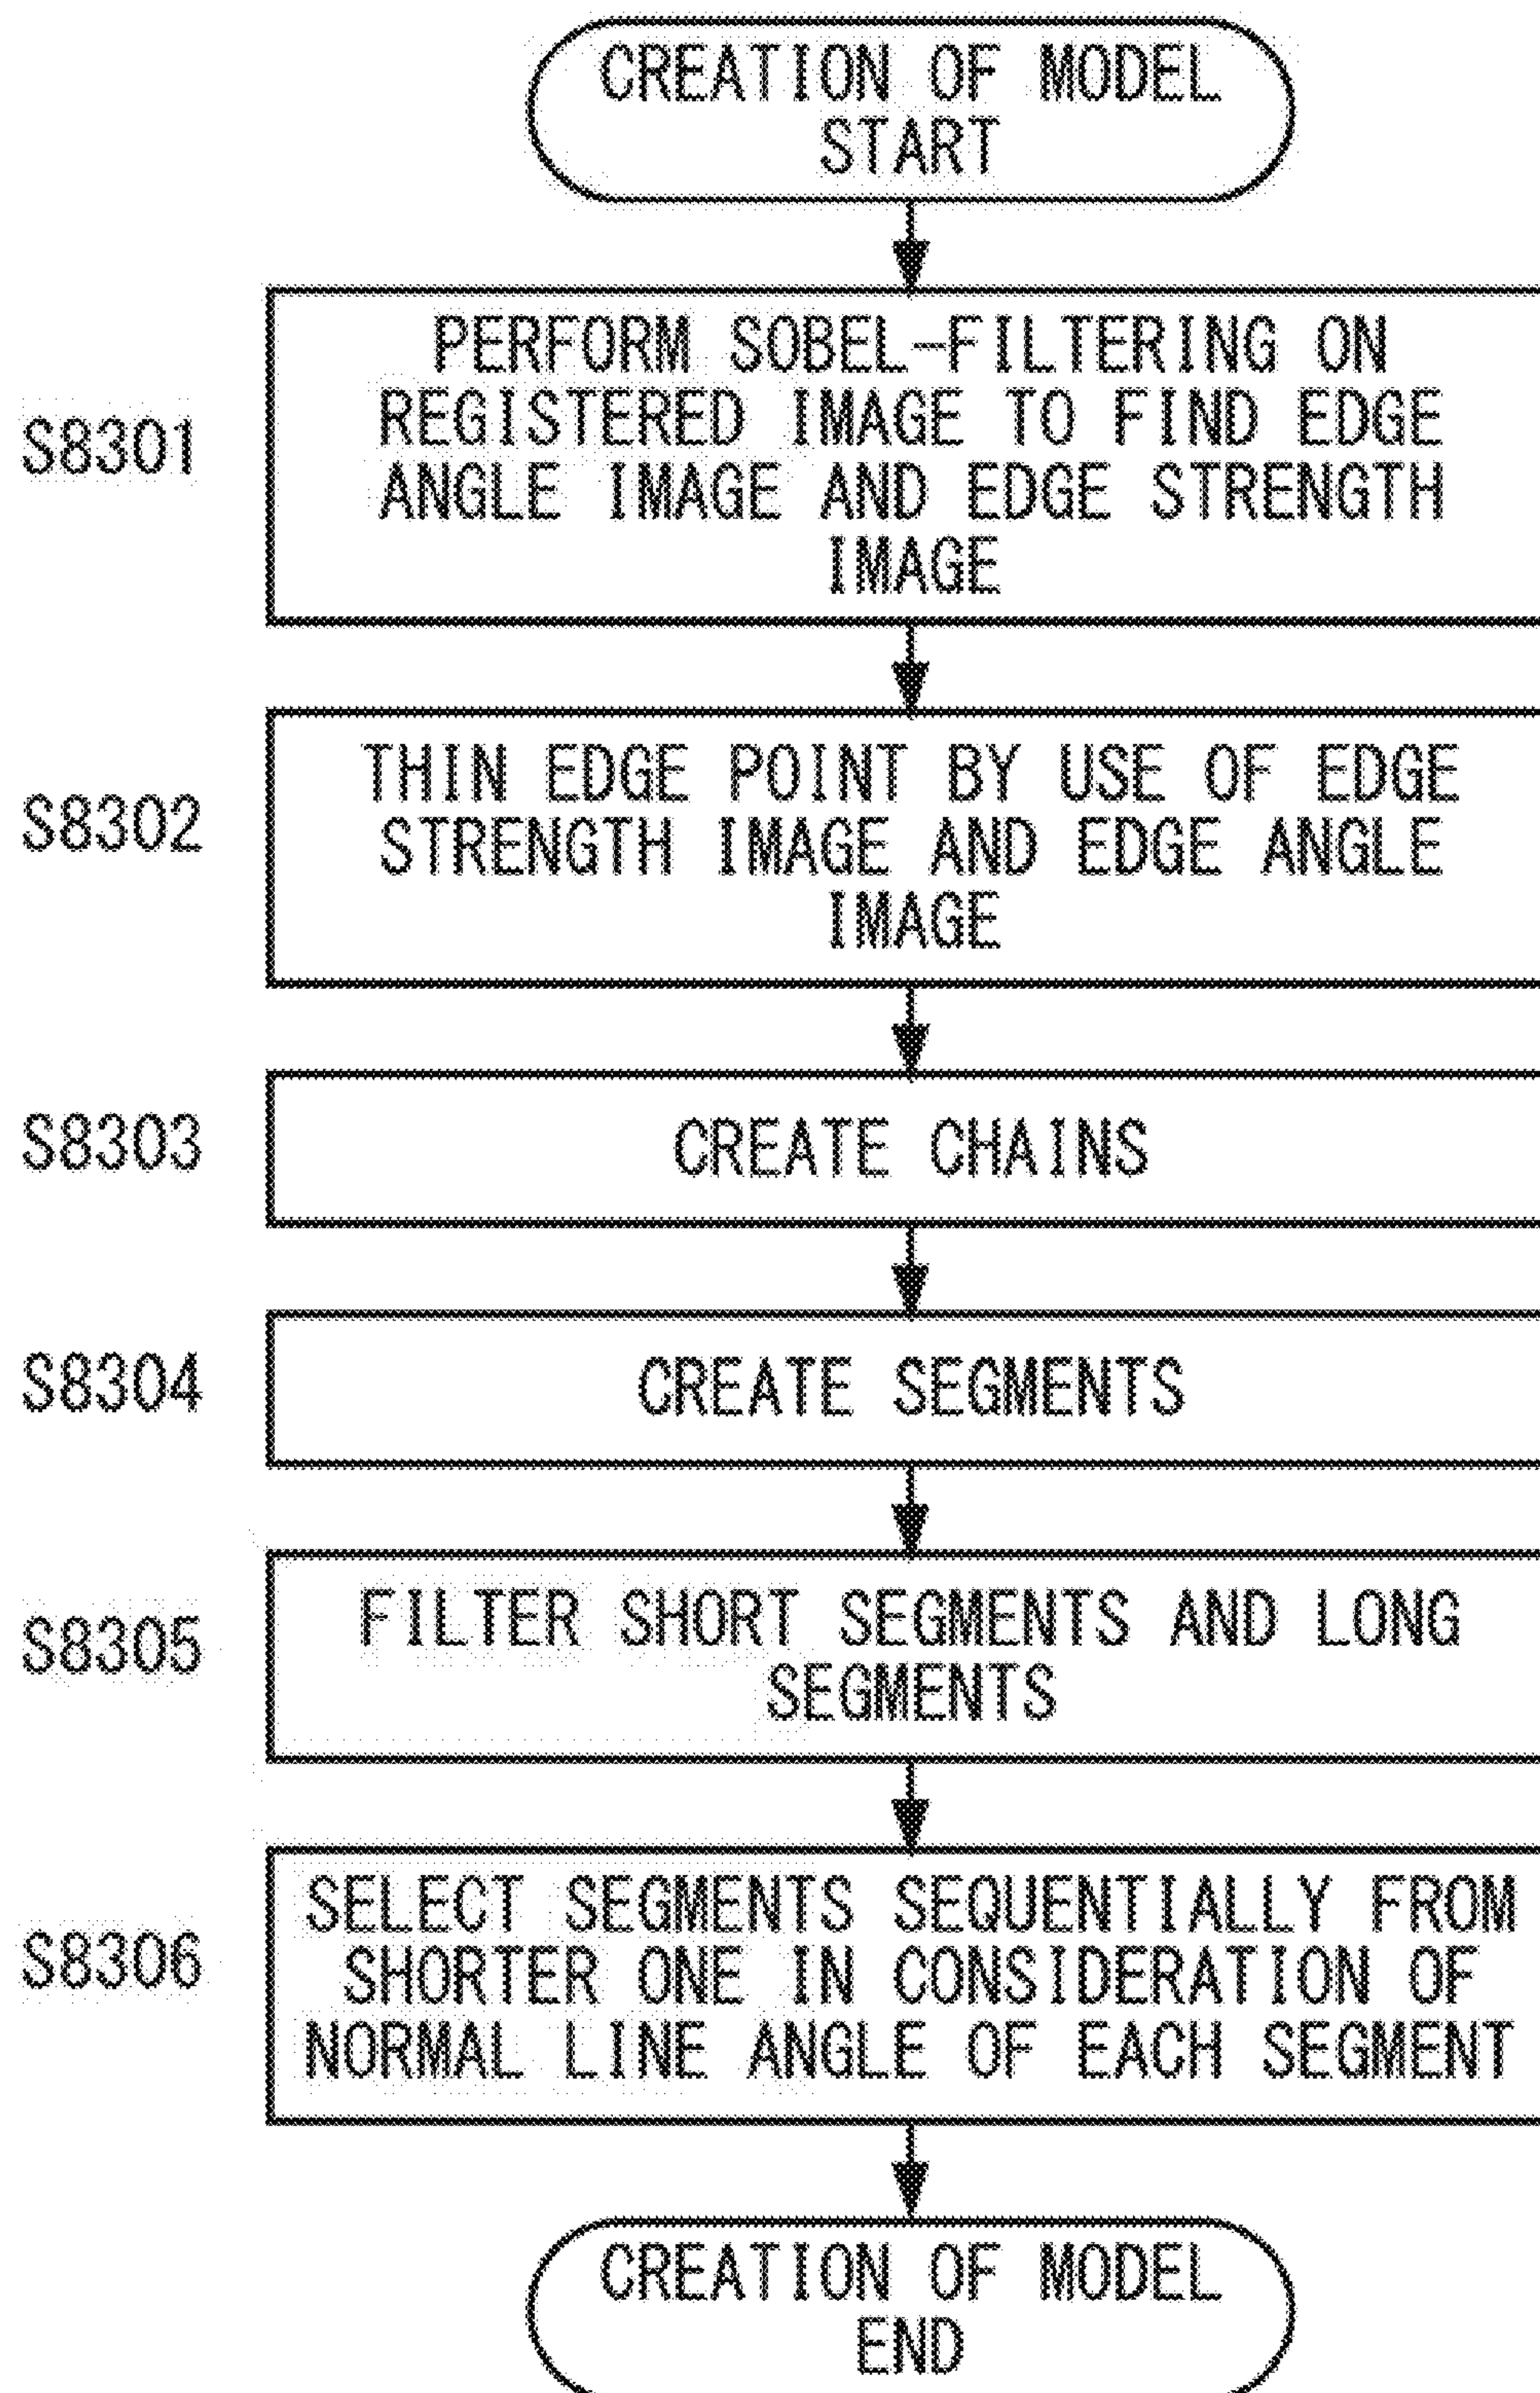 CREATION OF MODEL
START
S8301
PERFORM SOBEL-FILTERING ON
REGISTERED IMAGE TO FIND EDGE
ANGLE IMAGE AND EDGE STRENGTH
IMAGE
S8302
THIN EDGE POINT BY USE OF EDGE
STRENGTH IMAGE AND EDGE ANGLE
IMAGE
S8303
CREATE CHAINS
S8304
CREATE SEGMENTS
S8305
FILTER SHORT SEGMENTS AND LONG
SEGMENTS
S8306
SELECT SEGMENTS SEQUENTIALLY FROM
SHORTER ONE IN CONSIDERATION OF
NORMAL LINE ANGLE OF EACH SEGMENT
CREATION OF MODEL
END